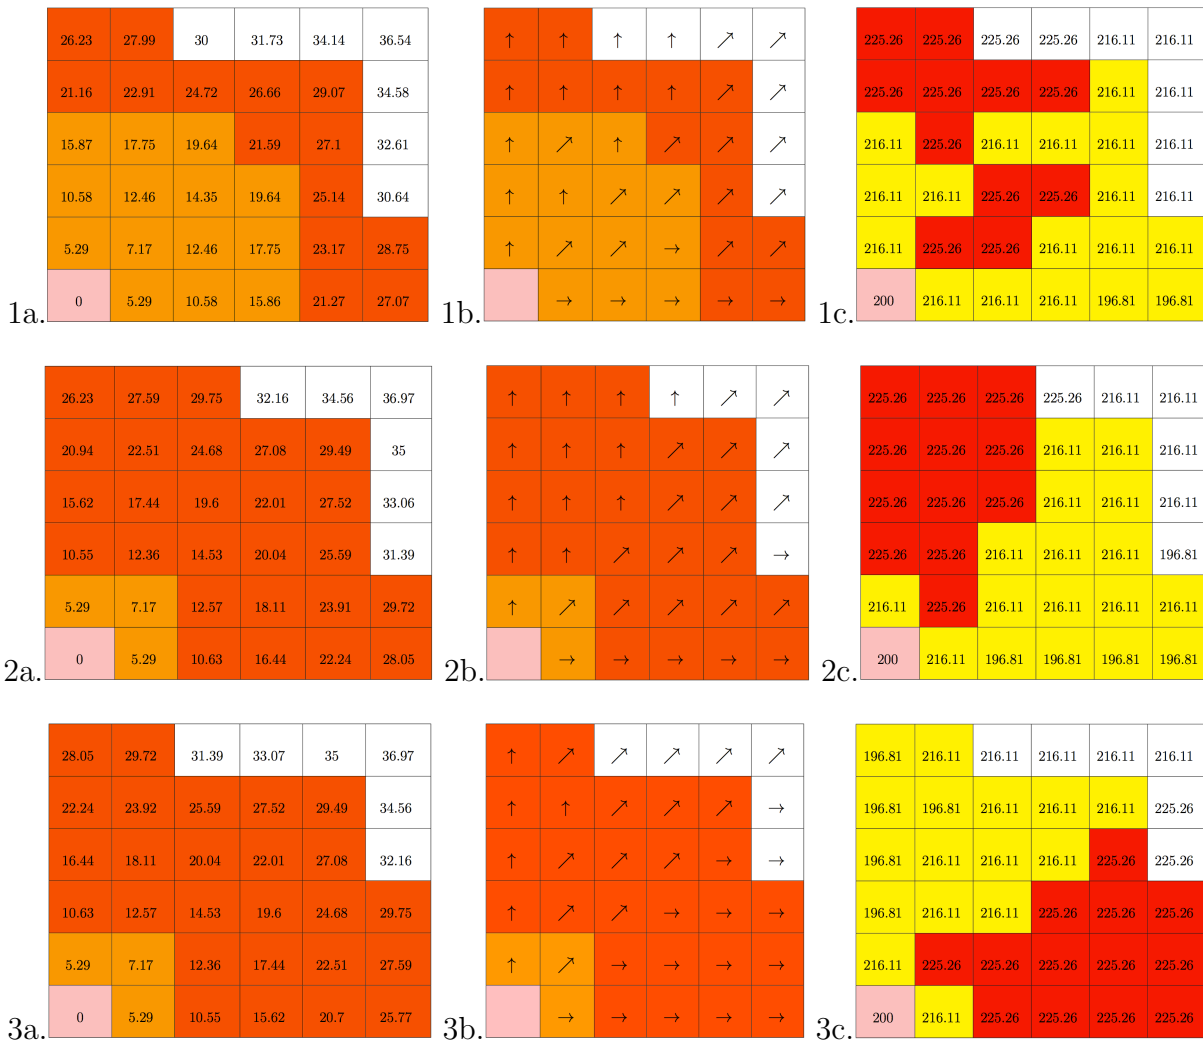 26.23 27.99 30 31.73 34.14 36.54 ↑ ↑ ↑ ↑ ↗ ↗ 225.26 225.26 225.26 225.26 216.11 216.11
21.16 22.91 24.72 26.66 29.07 34.58 ↑ ↑ ↑ ↑ ↗ ↗ 225.26 225.26 225.26 225.26 216.11 216.11
15.87 17.75 19.64 21.59 27.1 32.61 ↑ ↗ ↑ ↗ ↗ ↗ 216.11 225.26 216.11 216.11 216.11 216.11
10.58 12.46 14.35 19.64 25.14 30.64 ↑ ↑ ↗ ↗ ↗ ↗ 216.11 216.11 225.26 225.26 216.11 216.11
5.29 7.17 12.46 17.75 23.17 28.75 ↑ ↗ ↗ → ↗ ↗ 216.11 225.26 225.26 216.11 216.11 216.11
1a. 0 5.29 10.58 15.86 21.27 27.07 1b. → → → → → 1c. 200 216.11 216.11 216.11 196.81 196.81
26.23 27.59 29.75 32.16 34.56 36.97 ↑ ↑ ↑ ↑ ↗ ↗ 225.26 225.26 225.26 225.26 216.11 216.11
20.94 22.51 24.68 27.08 29.49 35 ↑ ↑ ↑ ↗ ↗ ↗ 225.26 225.26 225.26 216.11 216.11 216.11
15.62 17.44 19.6 22.01 27.52 33.06 ↑ ↑ ↑ ↗ ↗ ↗ 225.26 225.26 225.26 216.11 216.11 216.11
10.55 12.36 14.53 20.04 25.59 31.39 ↑ ↑ ↗ ↗ ↗ → 225.26 225.26 216.11 216.11 216.11 196.81
5.29 7.17 12.57 18.11 23.91 29.72 ↑ ↗ ↗ ↗ ↗ ↗ 216.11 225.26 216.11 216.11 216.11 216.11
2a. 0 5.29 10.63 16.44 22.24 28.05 2b. → → → → → 2c. 200 216.11 196.81 196.81 196.81 196.81
28.05 29.72 31.39 33.07 35 36.97 ↑ ↗ ↗ ↗ ↗ ↗ 196.81 216.11 216.11 216.11 216.11 216.11
22.24 23.92 25.59 27.52 29.49 34.56 ↑ ↑ ↗ ↗ ↗ → 196.81 196.81 216.11 216.11 216.11 225.26
16.44 18.11 20.04 22.01 27.08 32.16 ↑ ↗ ↗ ↗ → → 196.81 216.11 216.11 216.11 225.26 225.26
10.63 12.57 14.53 19.6 24.68 29.75 ↑ ↗ ↗ → → → 196.81 216.11 216.11 225.26 225.26 225.26
5.29 7.17 12.36 17.44 22.51 27.59 ↑ ↗ → → → → 216.11 225.26 225.26 225.26 225.26 225.26
3a. 0 5.29 10.55 15.62 20.7 25.77 3b. → → → → → 3c. 200 216.11 225.26 225.26 225.26 225.26